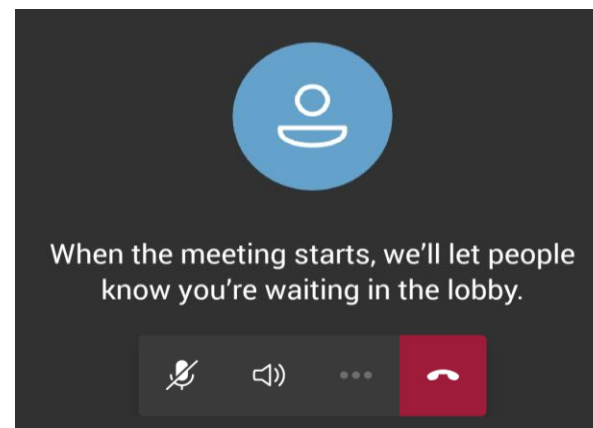 When the meeting starts, we’ll let people
know you’re waiting in the lobby.